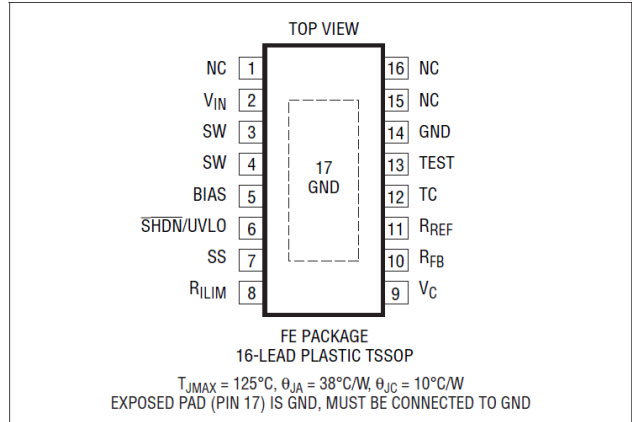 TOP VIEW
NC 1
VIN 2
SW 3
SW 4
BIAS 5
SHDN/UVLO 6
SS 7
RILIM 8
16 NC
15 NC
14 GND
13 TEST
12 TC
11 RREF
10 RFB
9 VC
17
GND
FE PACKAGE
16-LEAD PLASTIC TSSOP
TJMAX = 125°C, θJA = 38°C/W, θJC = 10°C/W
EXPOSED PAD (PIN 17) IS GND, MUST BE CONNECTED TO GND